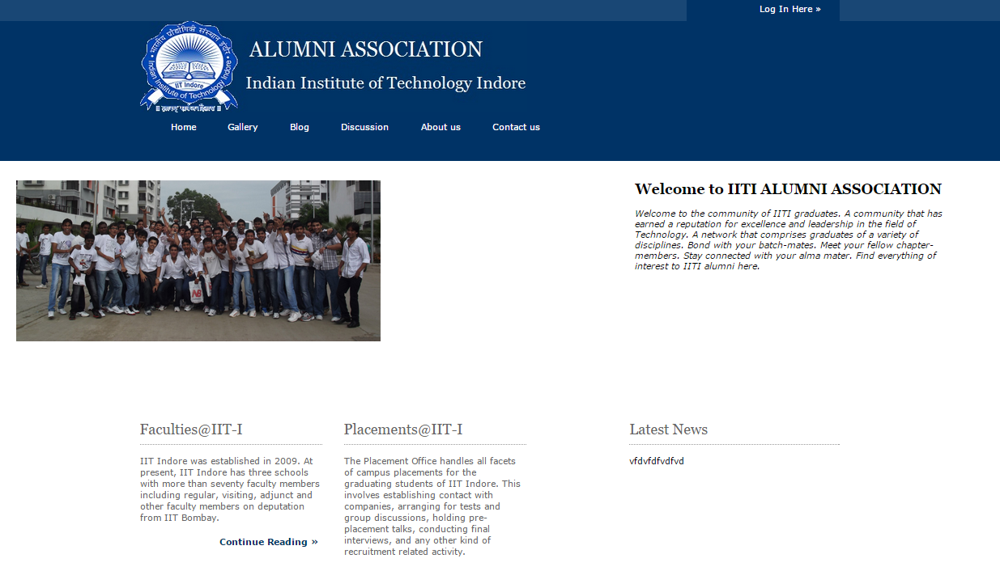 Log In Here »
भारतीय प्रौद्योगिकी संस्थान इंदौर
IIT Indore
Indian Institute of Technology Indore
ALUMNI ASSOCIATION
Indian Institute of Technology Indore
Home Gallery Blog Discussion About us Contact us
Welcome to IITI ALUMNI ASSOCIATION
Welcome to the community of IITI graduates. A community that has
earned a reputation for excellence and leadership in the field of
Technology. A network that comprises graduates of a variety of
disciplines. Bond with your batch-mates. Meet your fellow chapter-
members. Stay connected with your alma mater. Find everything of
interest to IITI alumni here.
Faculties@IIT-I
IIT Indore was established in 2009. At
present, IIT Indore has three schools
with more than seventy faculty members
including regular, visiting, adjunct and
other faculty members on deputation
from IIT Bombay.
Continue Reading »
Placements@IIT-I
The Placement Office handles all facets
of campus placements for the
graduating students of IIT Indore. This
involves establishing contact with
companies, arranging for tests and
group discussions, holding pre-
placement talks, conducting final
interviews, and any other kind of
recruitment related activity.
Latest News
vfdvfdfvdfvd